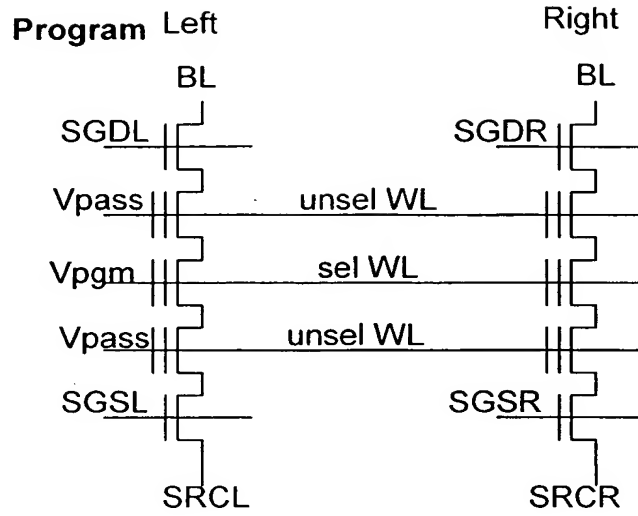 Program Left Right
BL BL
SGDL SGDR
Vpass unsel WL
Vpgm sel WL
Vpass unsel WL
SGSL SGSR
SRCL SRCR